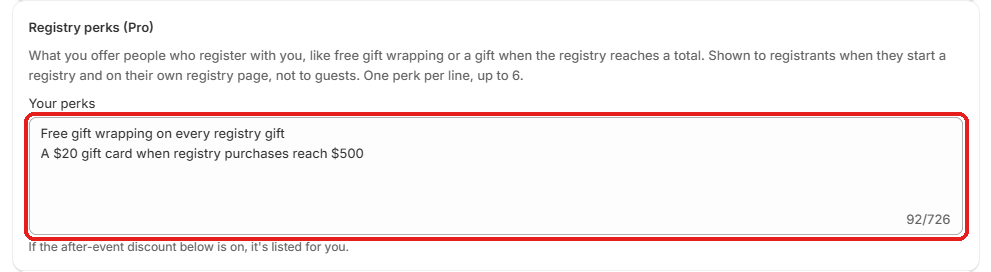 Registry perks (Pro)
What you offer people who register with you, like free gift wrapping or a gift when the registry reaches a total. Shown to registrants when they start a
registry and on their own registry page, not to guests. One perk per line, up to 6.
Your perks
Free gift wrapping on every registry gift
A $20 gift card when registry purchases reach $500
92/726
If the after-event discount below is on, it's listed for you.